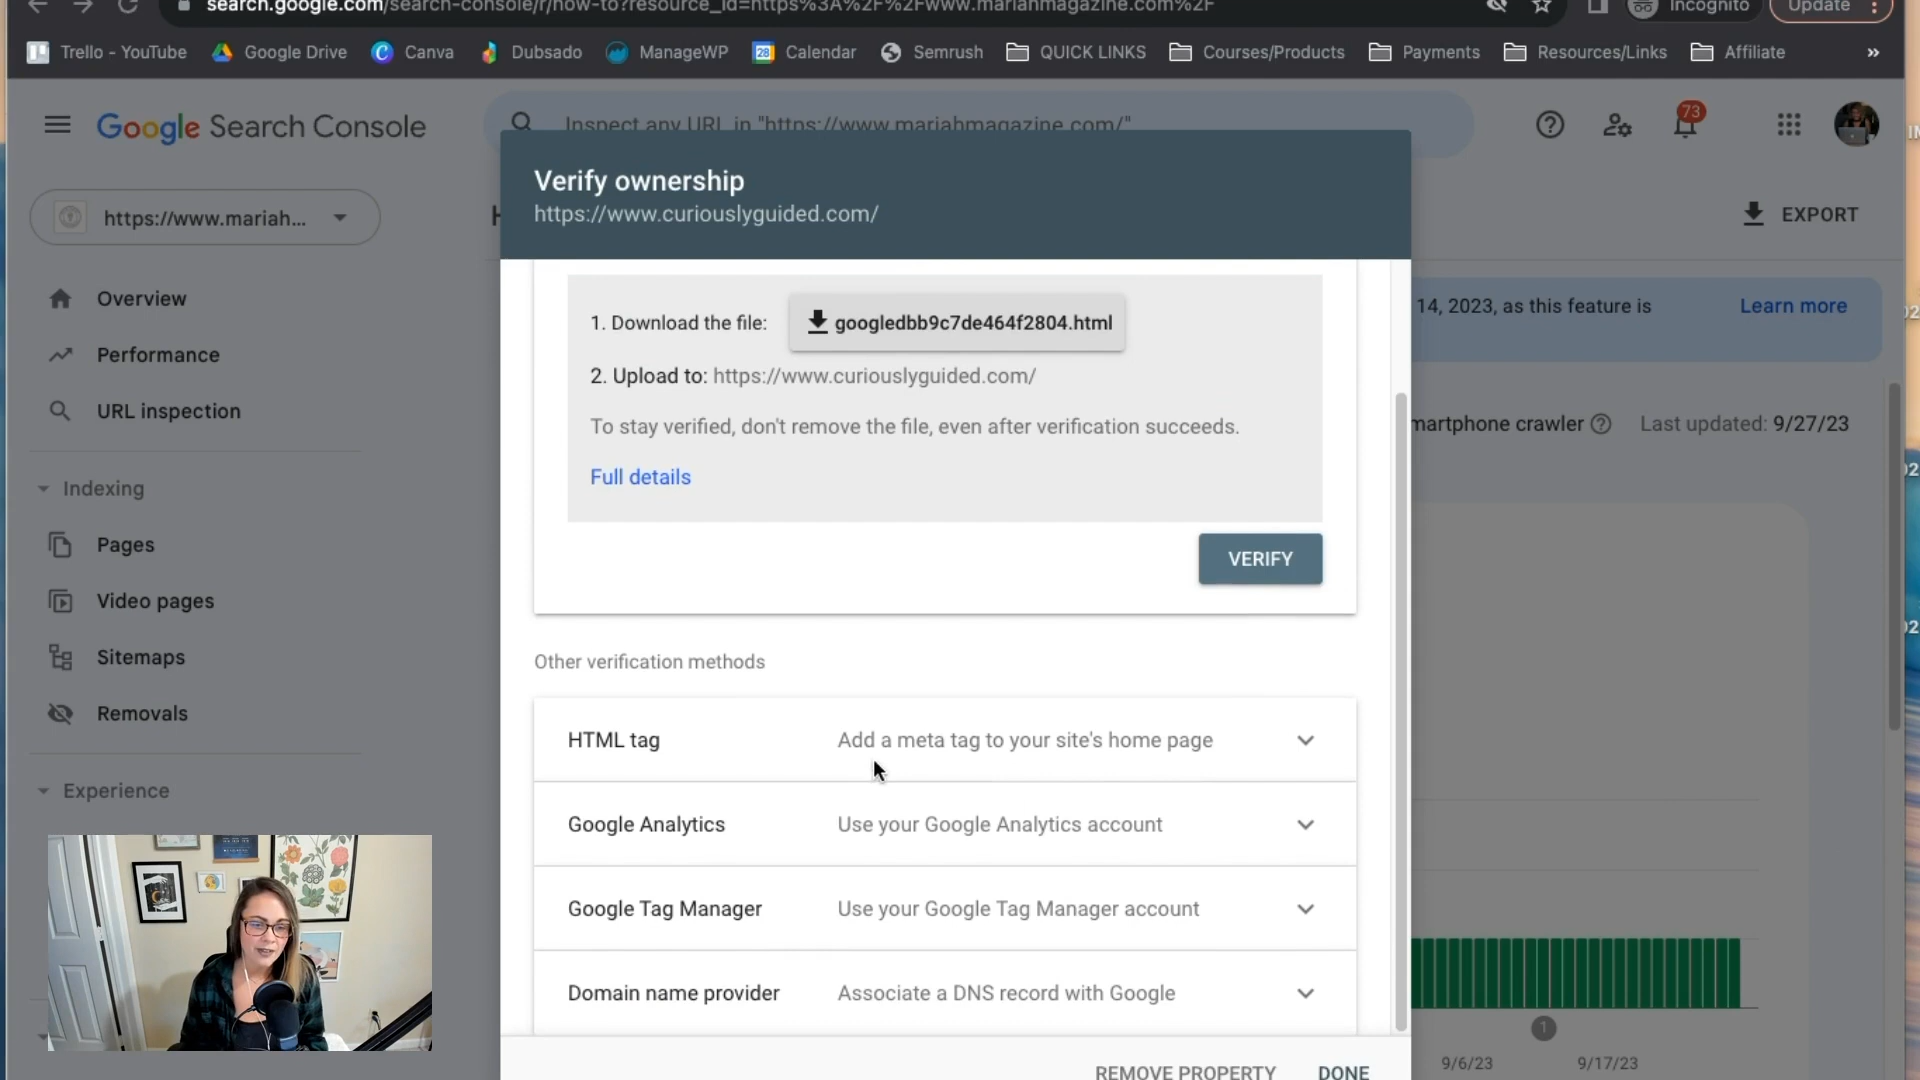 search.google.com/search-console/r/how-to?resource_id=https%3A%2F%2Fwww.mariahmagazine.com%2F
Incognito
Update
Trello - YouTube
Google Drive
Canva
Dubsado
ManageWP
28
Calendar
Semrush
QUICK LINKS
Courses/Products
Payments
Resources/Links
Affiliate
»
Google Search Console
Inspect any URL in "https://www.mariahmagazine.com/"
73
https://www.mariah...
Verify ownership
https://www.curiouslyguided.com/
EXPORT
Overview
Performance
URL inspection
Indexing
Pages
Video pages
Sitemaps
Removals
Experience
1. Download the file:
googledbb9c7de464f2804.html
2. Upload to: https://www.curiouslyguided.com/
To stay verified, don't remove the file, even after verification succeeds.
Full details
VERIFY
14, 2023, as this feature is
Learn more
martphone crawler
Last updated: 9/27/23
Other verification methods
HTML tag
Add a meta tag to your site's home page
Google Analytics
Use your Google Analytics account
Google Tag Manager
Use your Google Tag Manager account
Domain name provider
Associate a DNS record with Google
REMOVE PROPERTY
DONE
1
9/6/23
9/17/23